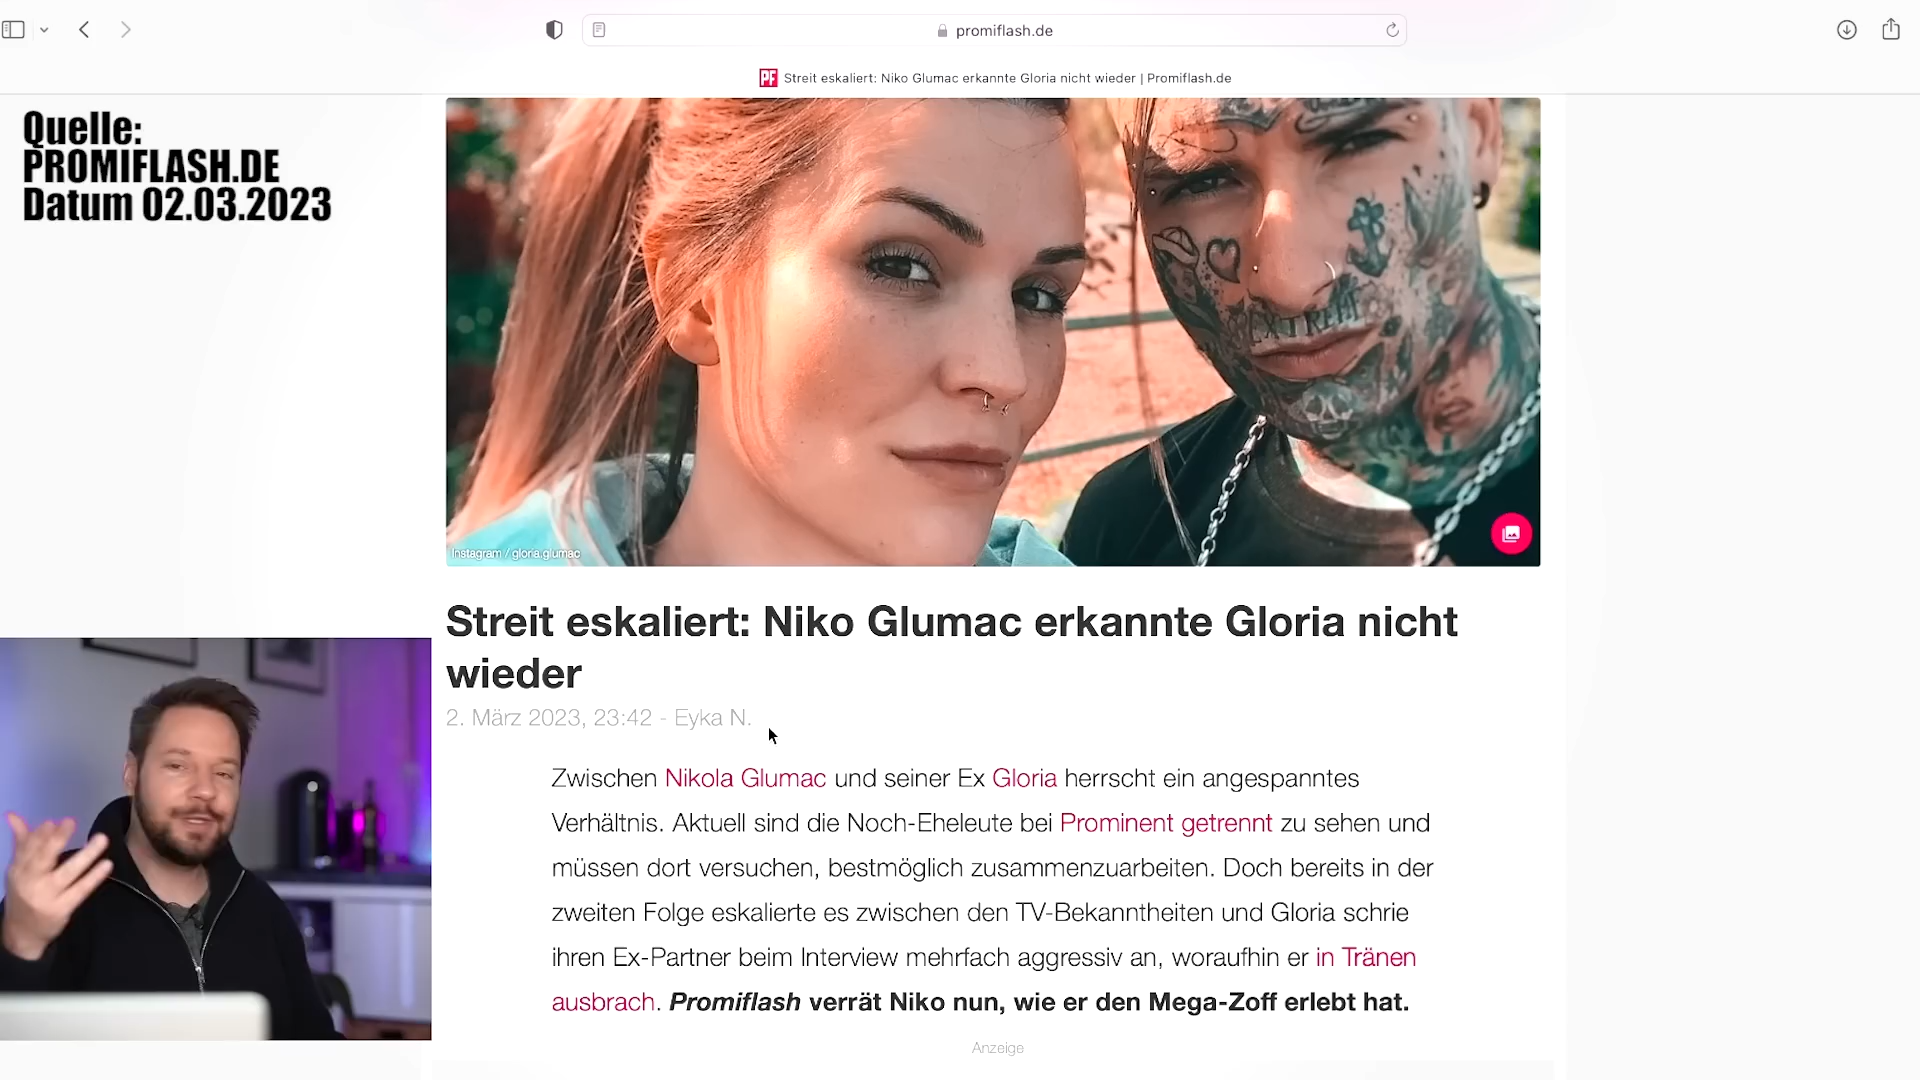 promiflash.de
PF Streit eskaliert: Niko Glumac erkannte Gloria nicht wieder | Promiflash.de
Quelle:
PROMIFLASH.DE
Datum 02.03.2023
EXTREM
Instagram / gloria.glumac
Streit eskaliert: Niko Glumac erkannte Gloria nicht
wieder
2. März 2023, 23:42 - Eyka N.
Zwischen Nikola Glumac und seiner Ex Gloria herrscht ein angespanntes
Verhältnis. Aktuell sind die Noch-Eheleute bei Prominent getrennt zu sehen und
müssen dort versuchen, bestmöglich zusammenzuarbeiten. Doch bereits in der
zweiten Folge eskalierte es zwischen den TV-Bekanntheiten und Gloria schrie
ihren Ex-Partner beim Interview mehrfach aggressiv an, woraufhin er in Tränen
ausbrach. Promiflash verrät Niko nun, wie er den Mega-Zoff erlebt hat.
Anzeige